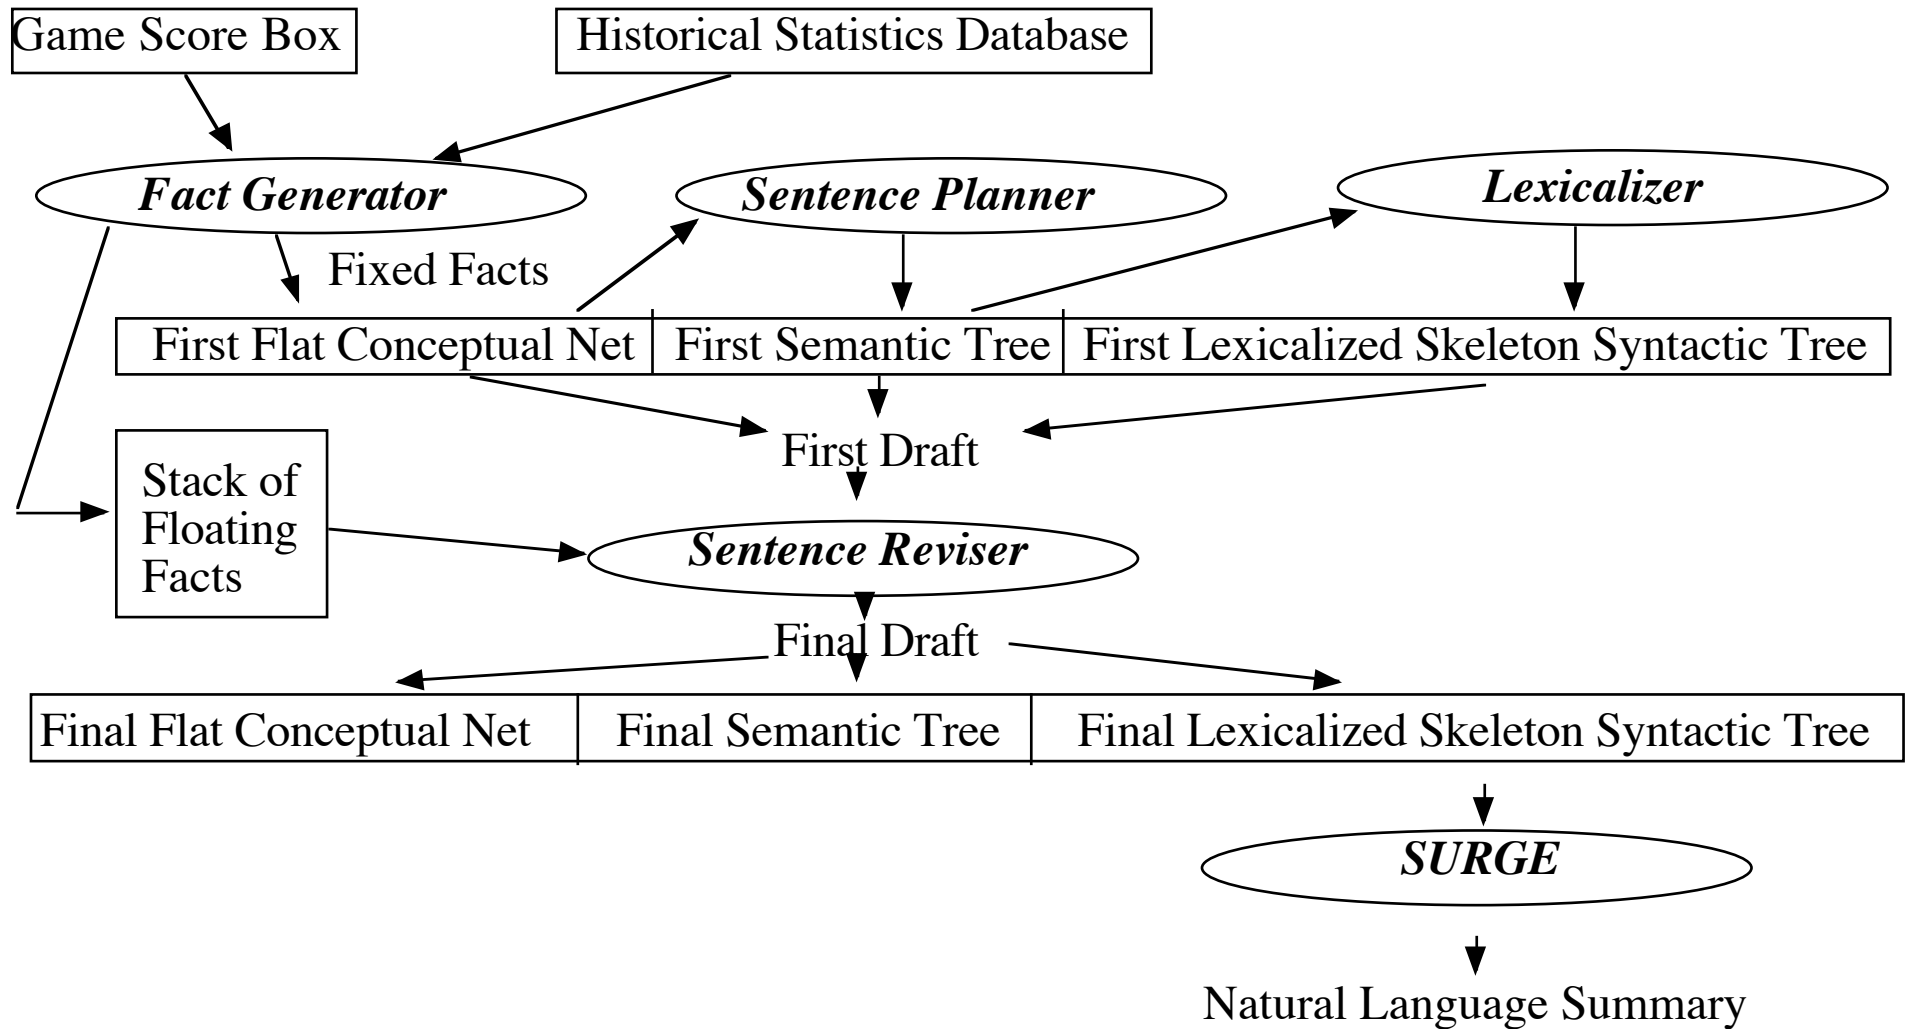 Game Score Box
Historical Statistics Database
Fact Generator
Sentence Planner
Lexicalizer
Fixed Facts
First Flat Conceptual Net
First Semantic Tree
First Lexicalized Skeleton Syntactic Tree
First Draft
Stack of
Floating
Facts
Sentence Reviser
Final Draft
Final Flat Conceptual Net
Final Semantic Tree
Final Lexicalized Skeleton Syntactic Tree
SURGE
Natural Language Summary